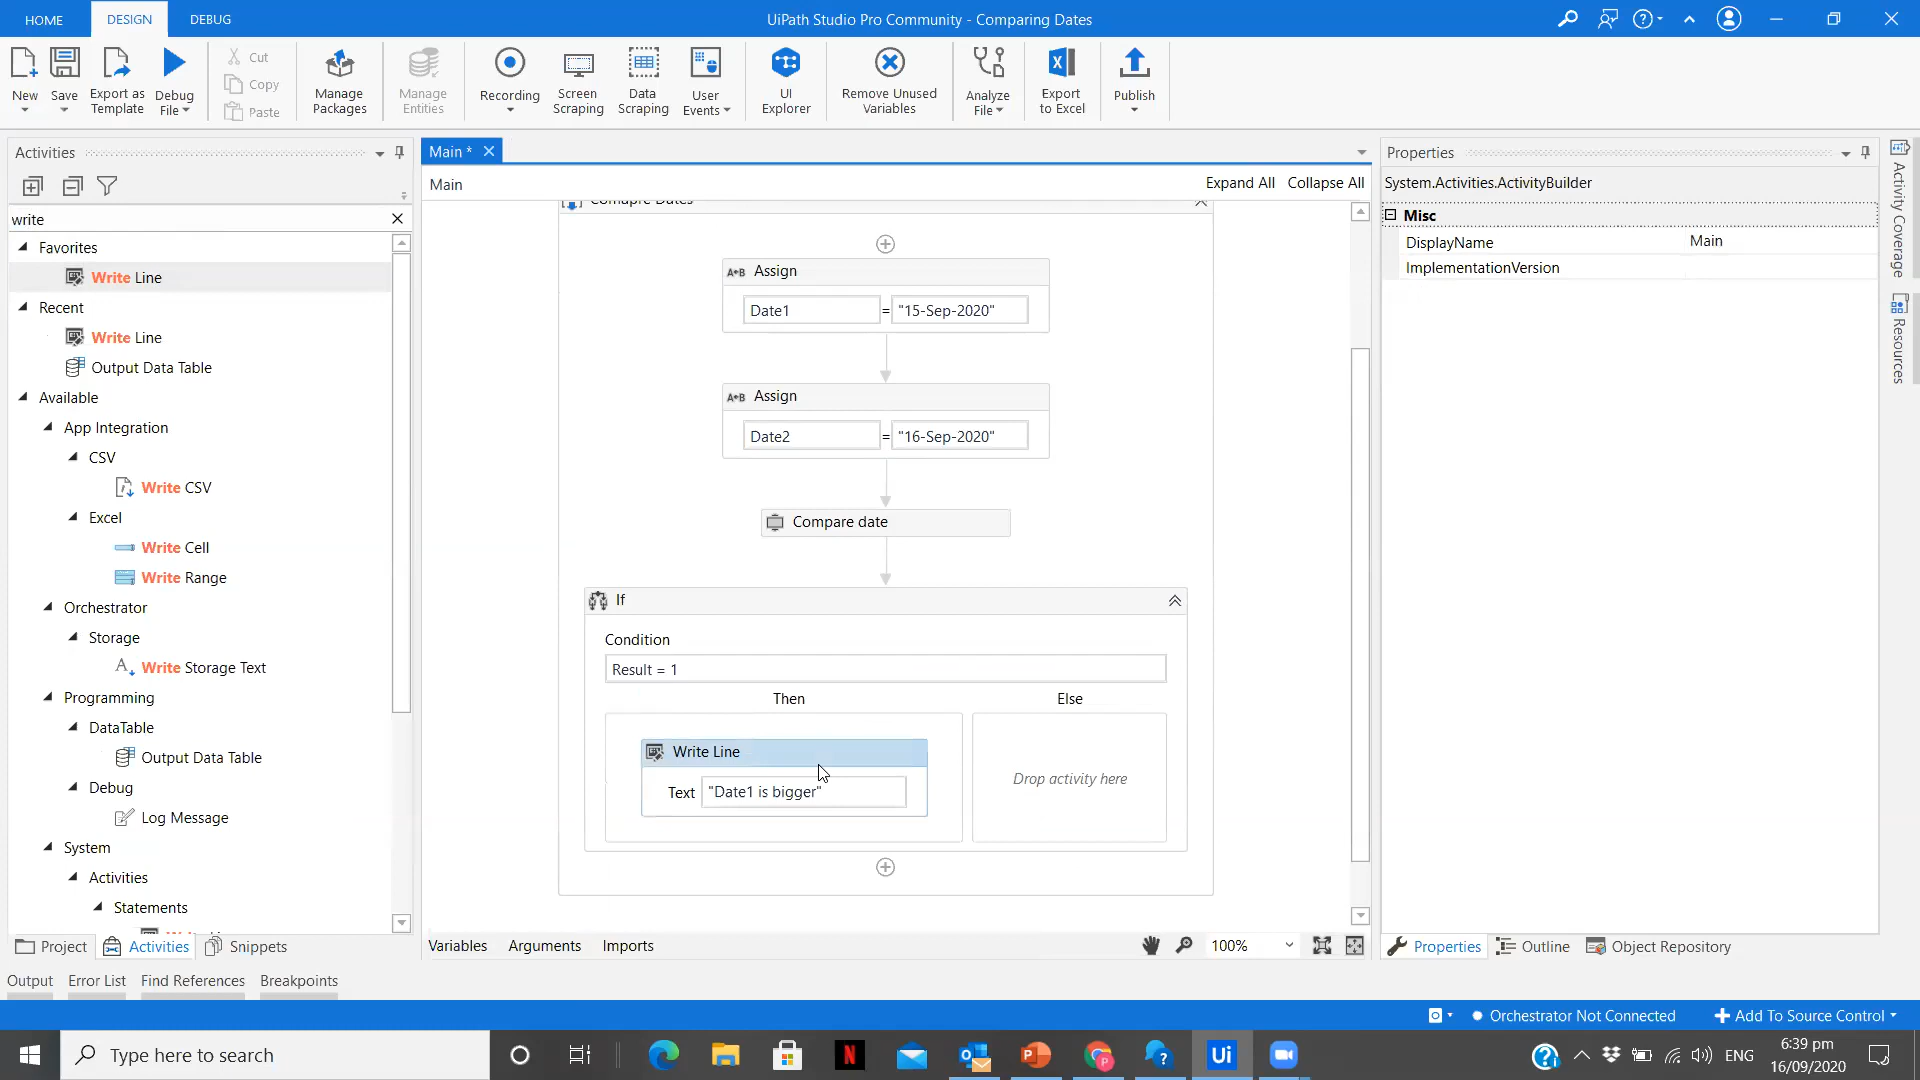 HOME DESIGN DEBUG
UiPath Studio Pro Community - Comparing Dates
New
Save
Export as Template
Debug File
Cut
Copy
Paste
Manage Packages
Manage Entities
Recording
Screen Scraping
Data Scraping
User Events
UI Explorer
Remove Unused Variables
Analyze File
Export to Excel
Publish
Activities
write
Favorites
Write Line
Recent
Write Line
Output Data Table
Available
App Integration
CSV
Write CSV
Excel
Write Cell
Write Range
Orchestrator
Storage
Write Storage Text
Programming
DataTable
Output Data Table
Debug
Log Message
System
Activities
Statements
Project Activities Snippets
Main *
Main
Expand All Collapse All
Comapre Dates
A+B Assign
Date1 = "15-Sep-2020"
A+B Assign
Date2 = "16-Sep-2020"
Compare date
If
Condition
Result = 1
Then Else
Write Line
Text "Date1 is bigger"
Drop activity here
Variables Arguments Imports
100%
Properties
System.Activities.ActivityBuilder
Misc
DisplayName Main
ImplementationVersion
Activity Coverage
Resources
Properties Outline Object Repository
Output Error List Find References Breakpoints
Orchestrator Not Connected
Add To Source Control
Type here to search
N
Ui
ENG
6:39 pm
16/09/2020